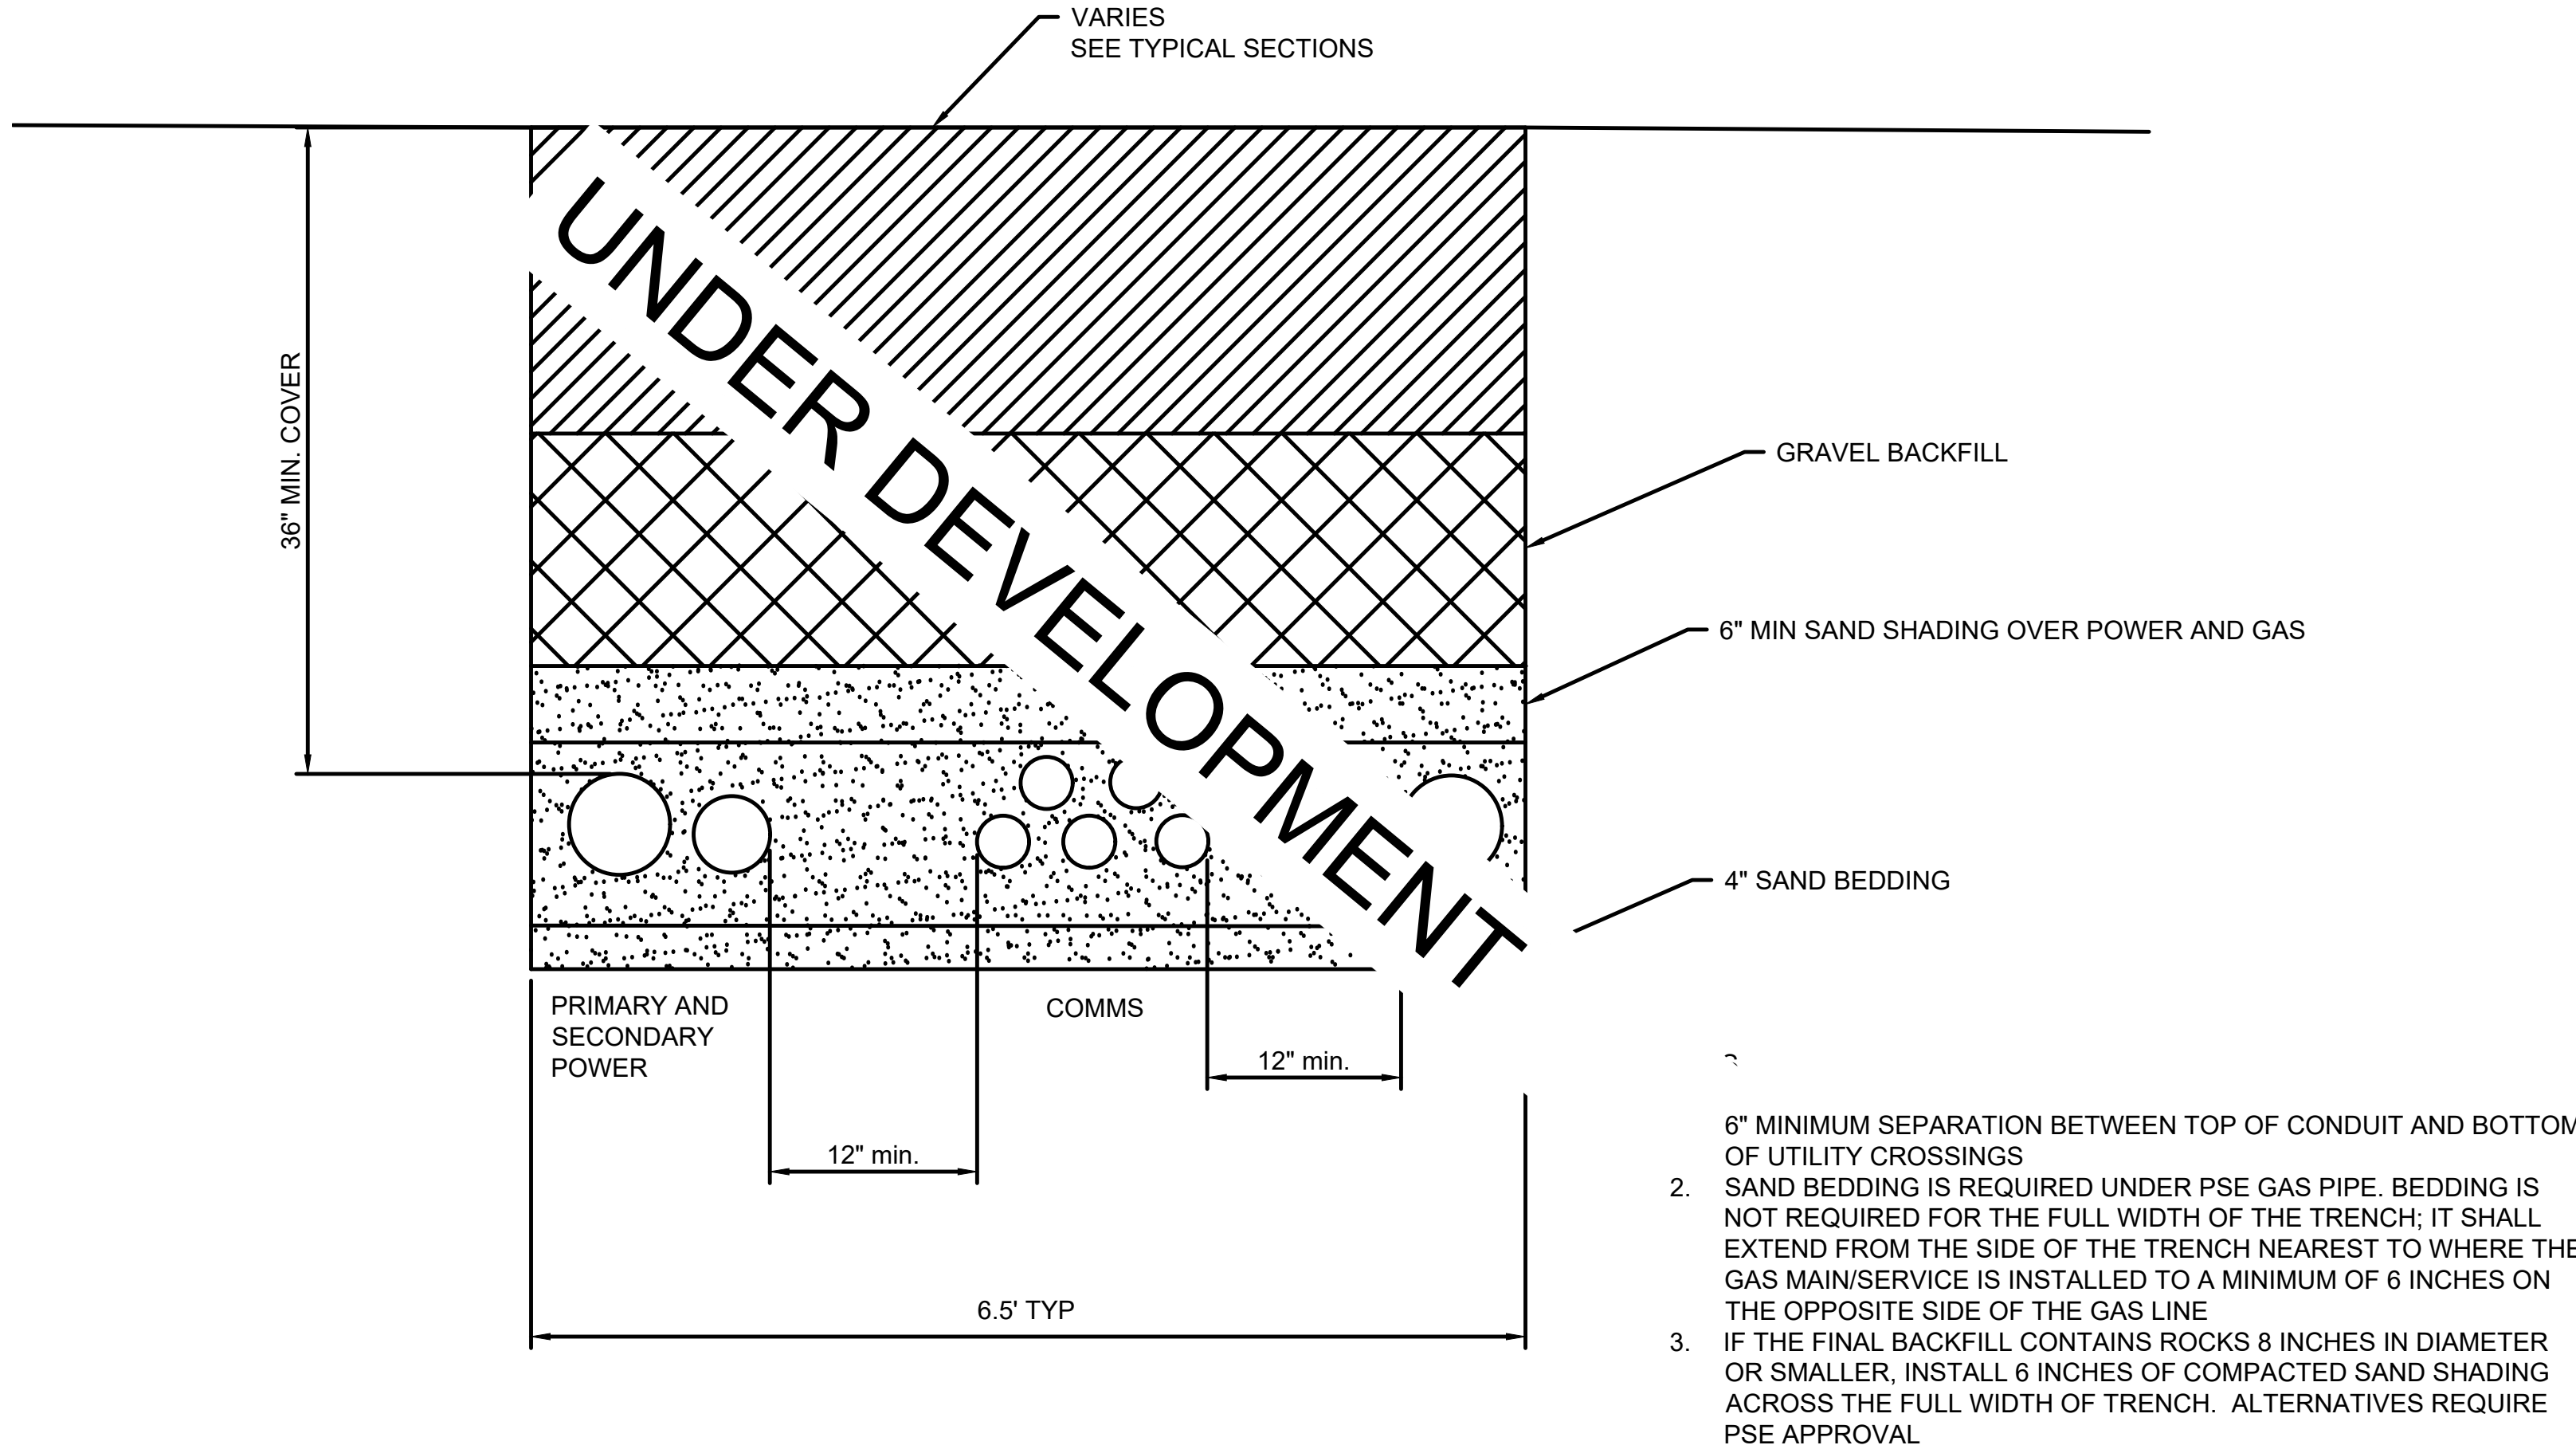 VARIES
SEE TYPICAL SECTIONS
36" MIN. COVER
UNDER DEVELOPMENT
GRAVEL BACKFILL
6" MIN SAND SHADING OVER POWER AND GAS
4" SAND BEDDING
PRIMARY AND
SECONDARY
POWER
COMMS
12" min.
12" min.
6.5' TYP
6" MINIMUM SEPARATION BETWEEN TOP OF CONDUIT AND BOTTOM
OF UTILITY CROSSINGS
2. SAND BEDDING IS REQUIRED UNDER PSE GAS PIPE. BEDDING IS
NOT REQUIRED FOR THE FULL WIDTH OF THE TRENCH; IT SHALL
EXTEND FROM THE SIDE OF THE TRENCH NEAREST TO WHERE THE
GAS MAIN/SERVICE IS INSTALLED TO A MINIMUM OF 6 INCHES ON
THE OPPOSITE SIDE OF THE GAS LINE
3. IF THE FINAL BACKFILL CONTAINS ROCKS 8 INCHES IN DIAMETER
OR SMALLER, INSTALL 6 INCHES OF COMPACTED SAND SHADING
ACROSS THE FULL WIDTH OF TRENCH. ALTERNATIVES REQUIRE
PSE APPROVAL